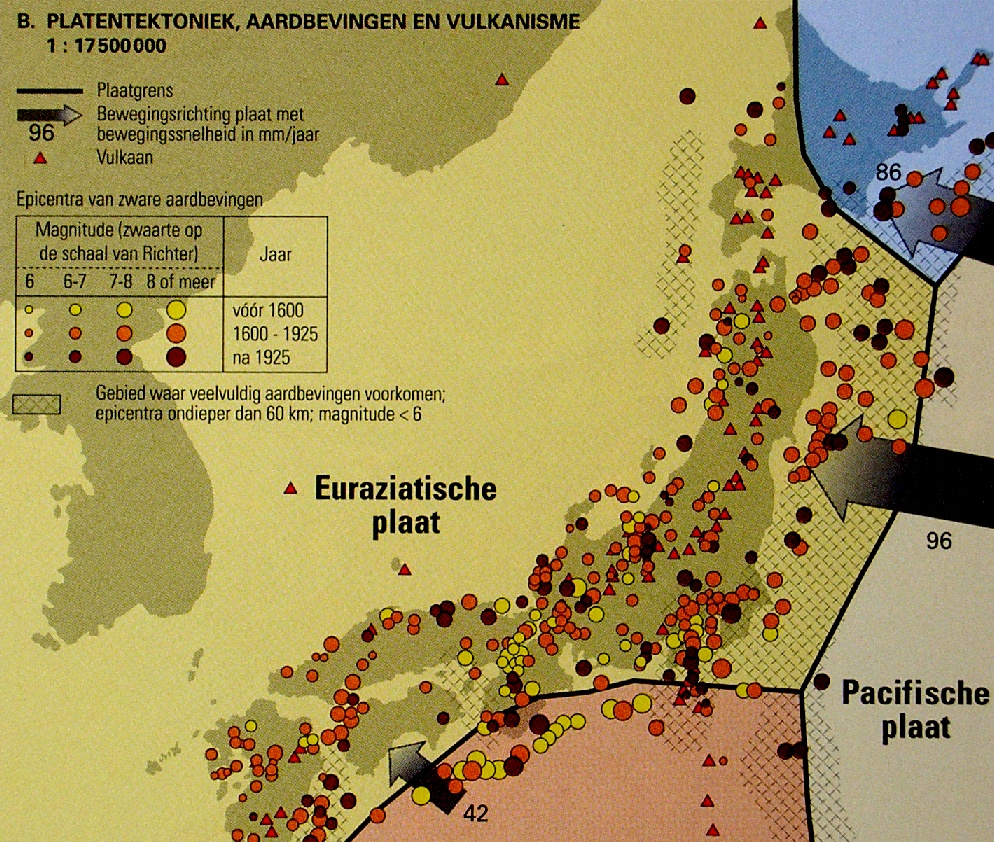 B. PLATENTEKTONIEK, AARDBEVINGEN EN VULKANISME
1 : 17500000
Plaatgrens
Bewegingsrichting plaat met
96 bewegingssnelheid in mm/jaar
Vulkaan
Epicentra van zware aardbevingen
Magnitude (zwaarte op
de schaal van Richter)
Jaar
6 6-7 7-8 8 of meer
vóór 1600
1600 - 1925
na 1925
Gebied waar veelvuldig aardbevingen voorkomen;
epicentra ondieper dan 60 km; magnitude < 6
86
Euraziatische
plaat
96
Pacifische
plaat
42